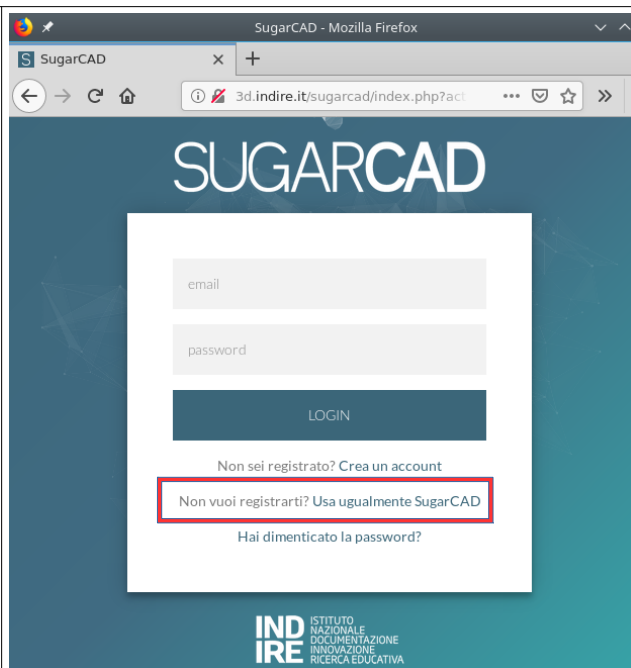 SugarCAD - Mozilla Firefox
S SugarCAD
3d.indire.it/sugarcad/index.php?act
SUGARCAD
email
password
LOGIN
Non sei registrato? Crea un account
Non vuoi registrarti? Usa ugualmente SugarCAD
Hai dimenticato la password?
IND
IRE
ISTITUTO
NAZIONALE
DOCUMENTAZIONE
INNOVAZIONE
RICERCA EDUCATIVA